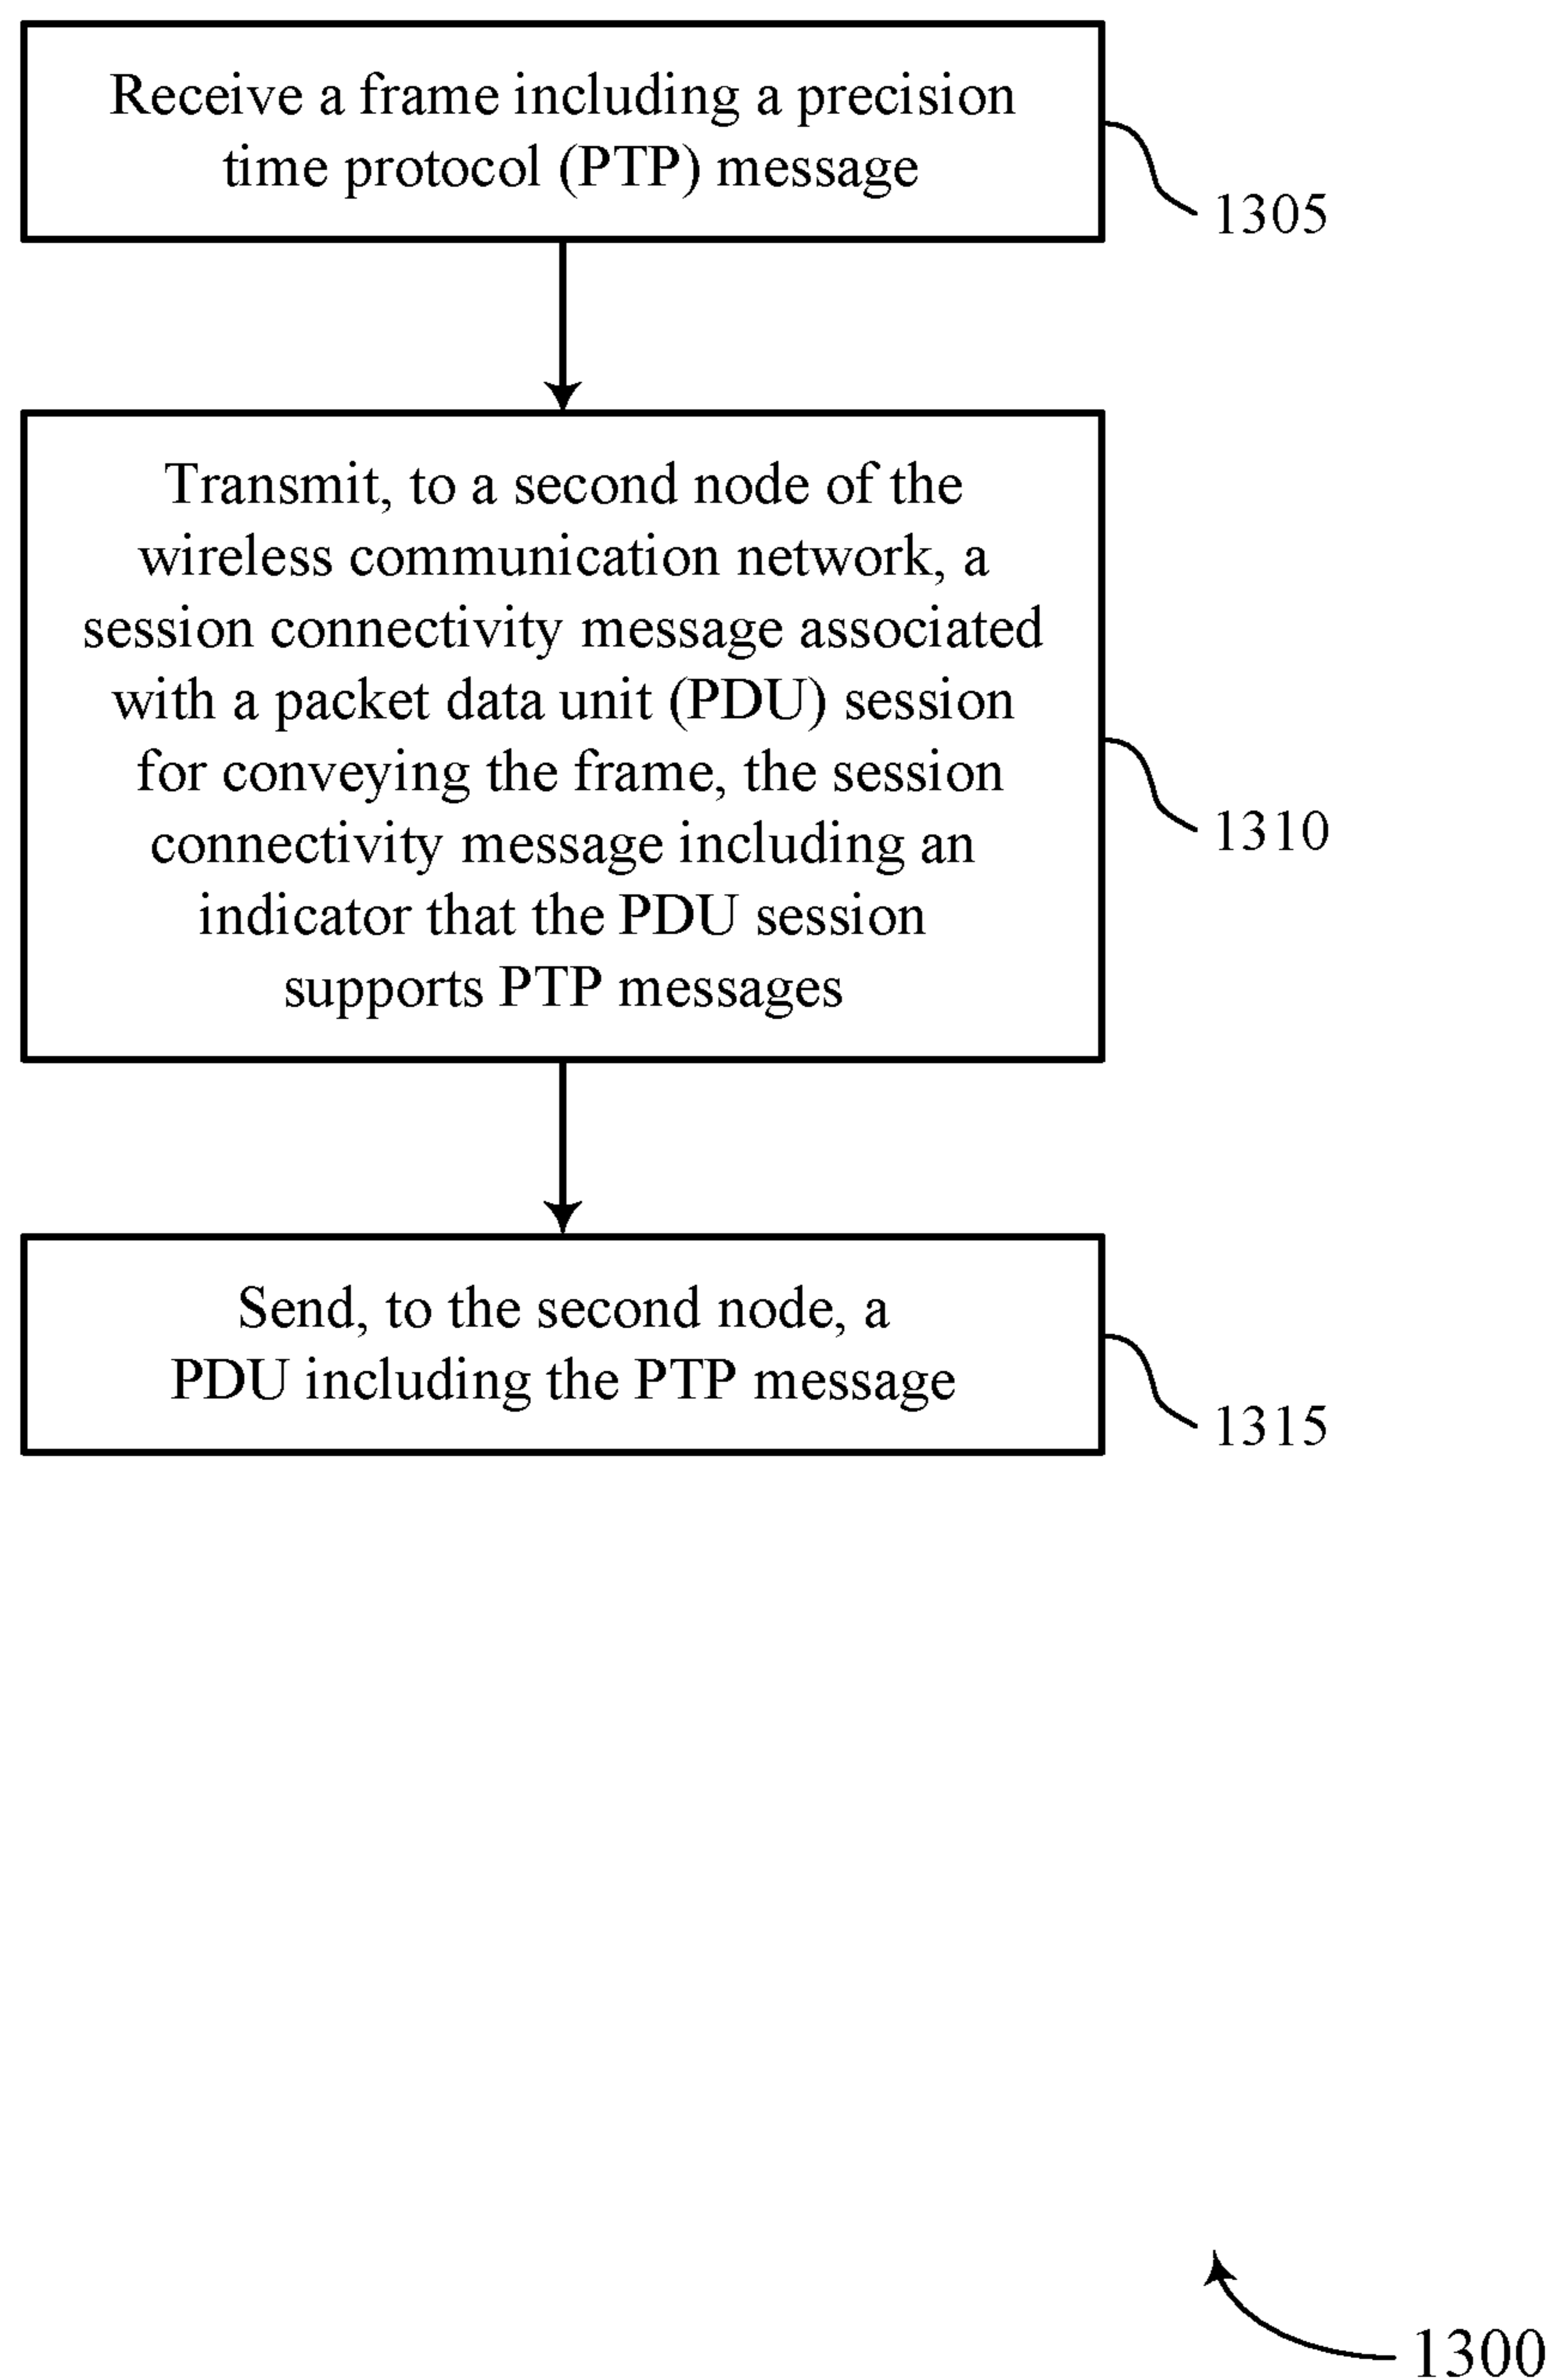 Receive a frame including a precision
time protocol (PTP) message
1305
Transmit, to a second node of the
wireless communication network, a
session connectivity message associated
with a packet data unit (PDU) session
for conveying the frame, the session
connectivity message including an
indicator that the PDU session
supports PTP messages
1310
Send, to the second node, a
PDU including the PTP message
1315
1300